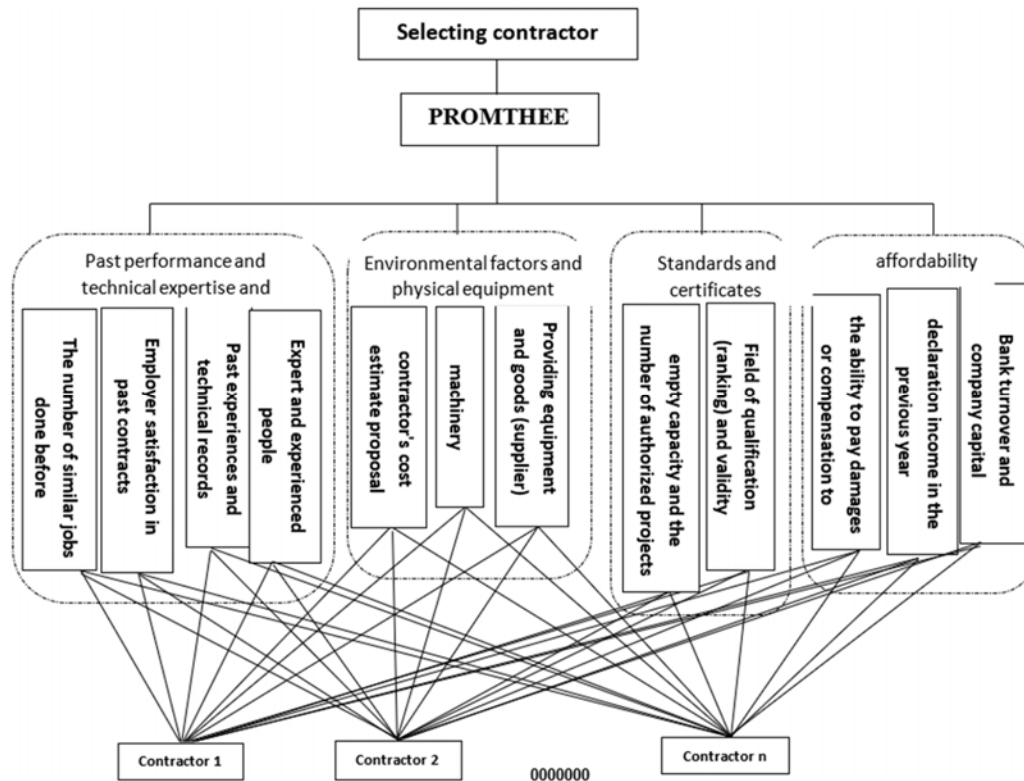 Selecting contractor
PROMTHEE
Past performance and
technical expertise and
Environmental factors and
physical equipment
Standards and
certificates
affordability
The number of similar jobs
done before
Employer satisfaction in
past contracts
Past experiences and
technical records
Expert and experienced
people
contractor's cost
estimate proposal
machinery
Providing equipment
and goods (supplier)
empty capacity and the
number of authorized projects
Field of qualification
(ranking) and validity
the ability to pay damages
or compensation to
declaration income in the
previous year
Bank turnover and
company capital
Contractor 1
Contractor 2
Contractor n
0000000